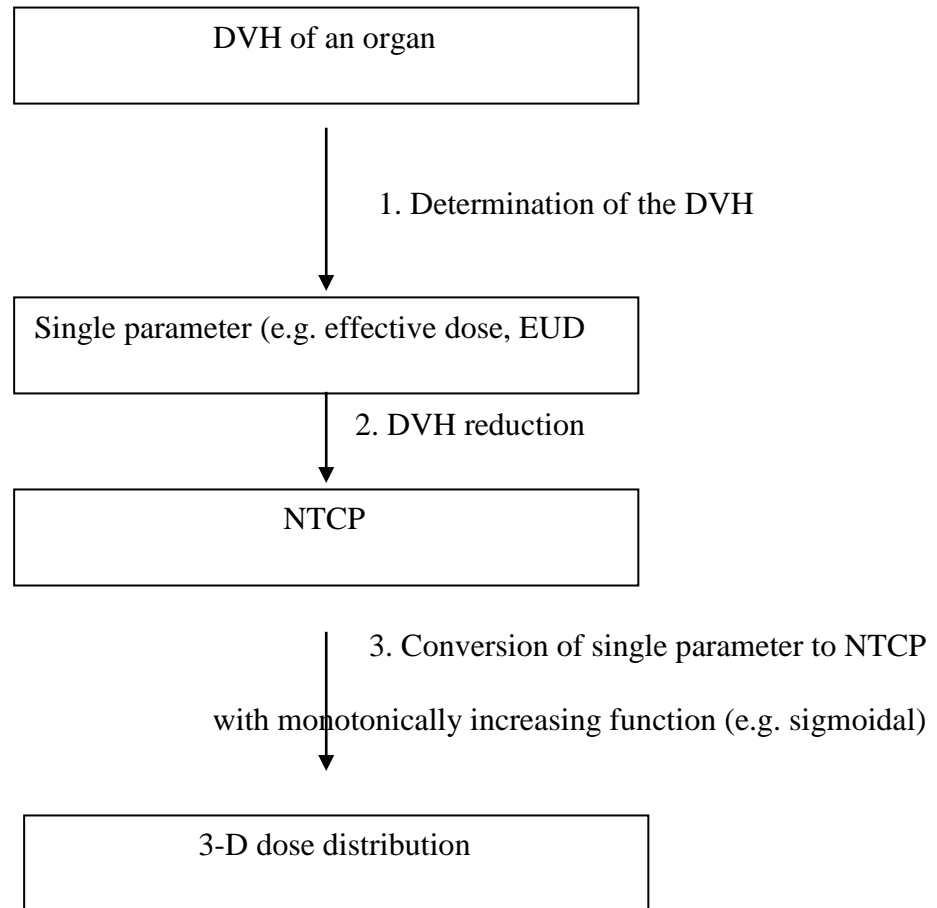 DVH of an organ
1. Determination of the DVH
Single parameter (e.g. effective dose, EUD
2. DVH reduction
NTCP
3. Conversion of single parameter to NTCP
with monotonically increasing function (e.g. sigmoidal)
3-D dose distribution